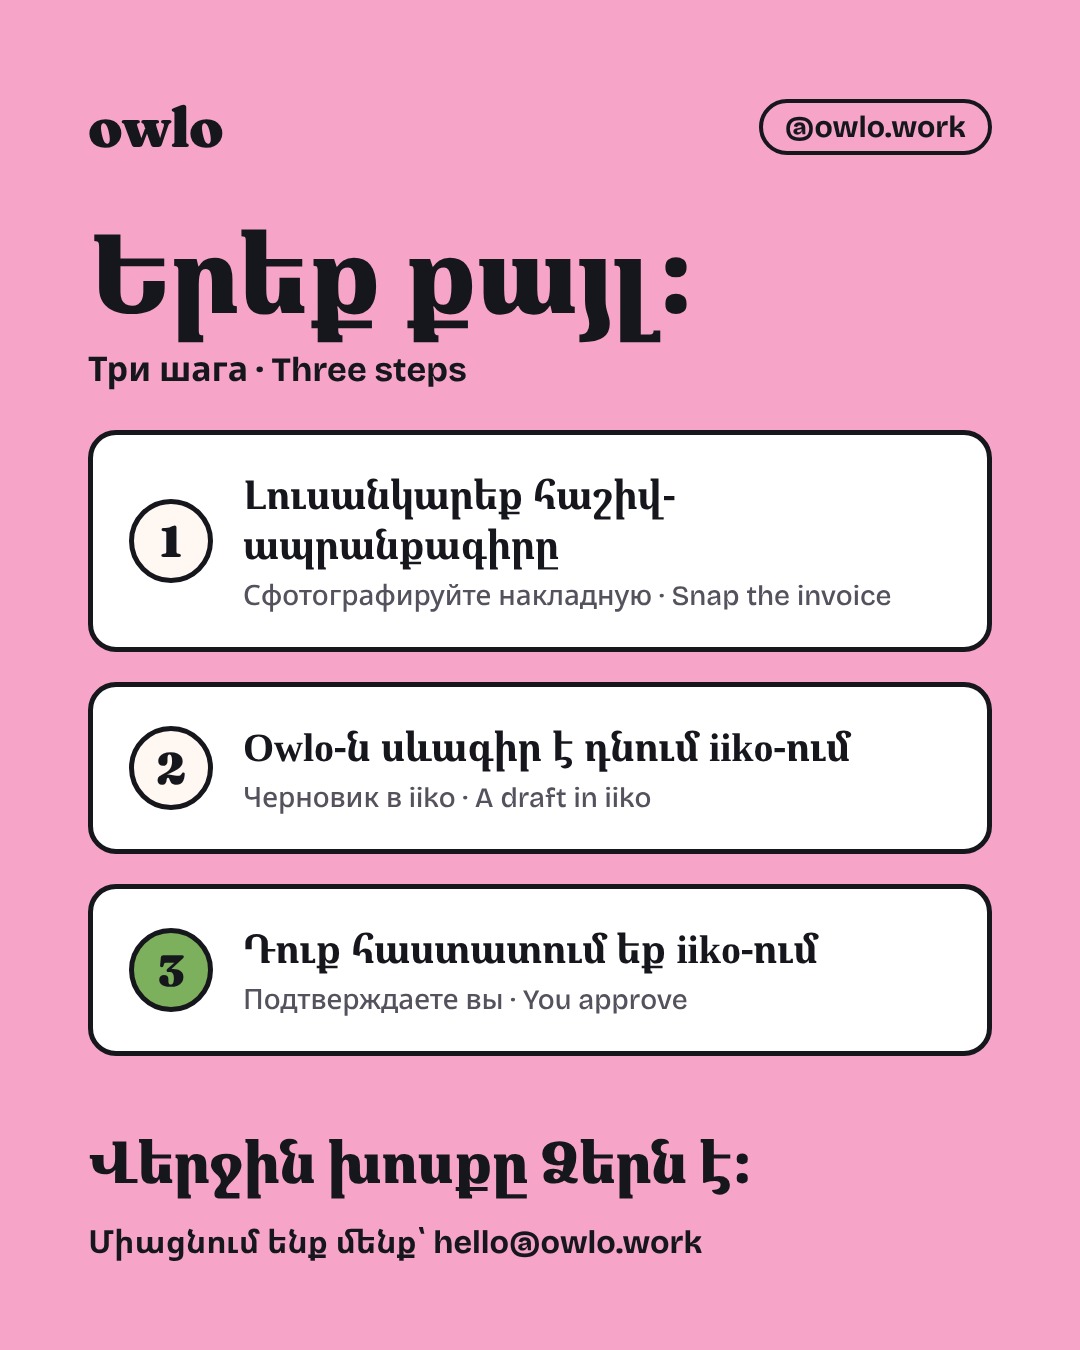 owlo
@owlo.work
Երեք քայլ։
Три шага · Three steps
1
Լուսանկարեք հաշիվ-
ապրանքագիրը
Сфотографируйте накладную · Snap the invoice
2
Owlo-ն սևագիր է դնում iiko-ում
Черновик в iiko · A draft in iiko
3
Դուք հաստատում եք iiko-ում
Подтверждаете вы · You approve
Վերջին խոսքը Ձերն է։
Միացնում ենք մենք՝ hello@owlo.work